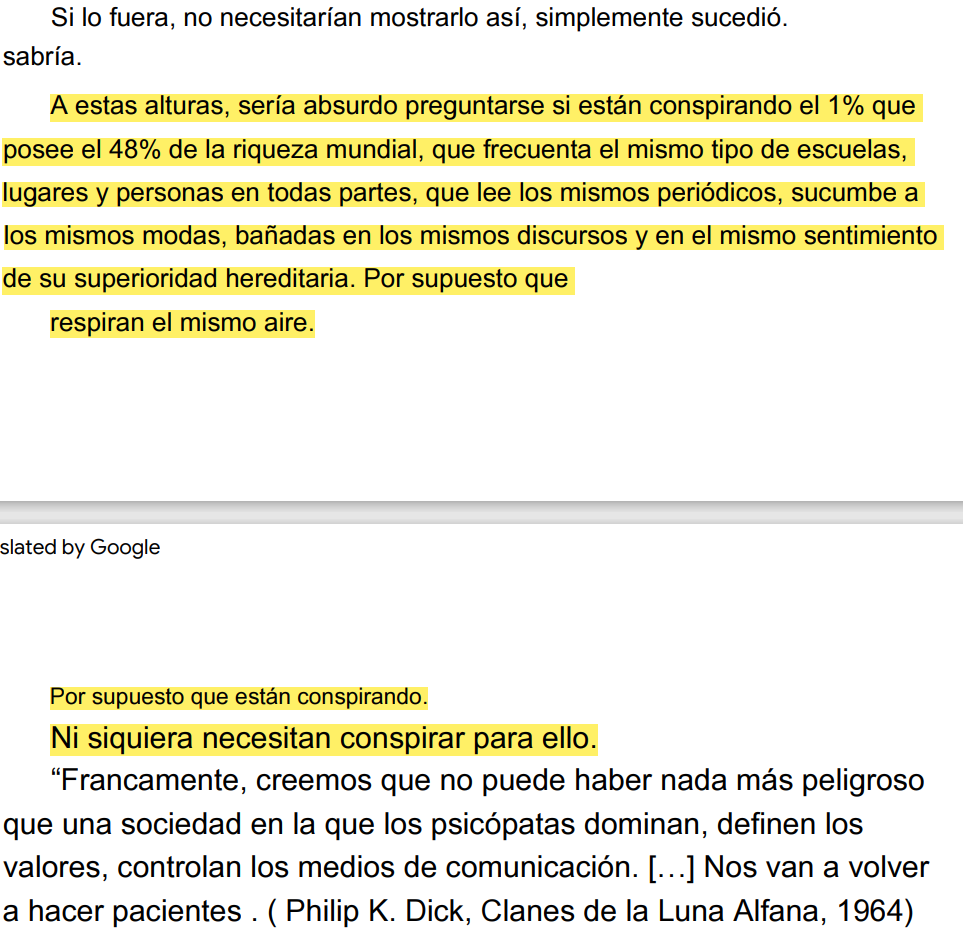 Si lo fuera, no necesitarían mostrarlo así, simplemente sucedió.
sabría.
A estas alturas, sería absurdo preguntarse si están conspirando el 1% que
posee el 48% de la riqueza mundial, que frecuenta el mismo tipo de escuelas,
lugares y personas en todas partes, que lee los mismos periódicos, sucumbe a
los mismos modas, bañadas en los mismos discursos y en el mismo sentimiento
de su superioridad hereditaria. Por supuesto que
respiran el mismo aire.
slated by Google
Por supuesto que están conspirando.
Ni siquiera necesitan conspirar para ello.
“Francamente, creemos que no puede haber nada más peligroso
que una sociedad en la que los psicópatas dominan, definen los
valores, controlan los medios de comunicación. […] Nos van a volver
a hacer pacientes . ( Philip K. Dick, Clanes de la Luna Alfana, 1964)